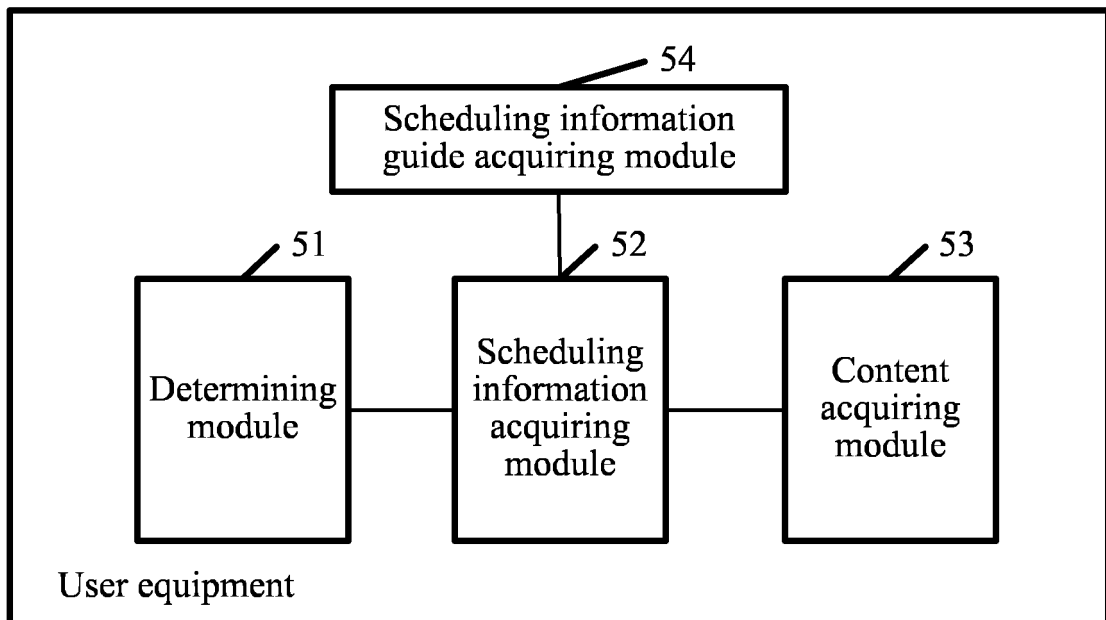 54
Scheduling information
guide acquiring module
51
52
53
Determining
module
Scheduling
information
acquiring
module
Content
acquiring
module
User equipment